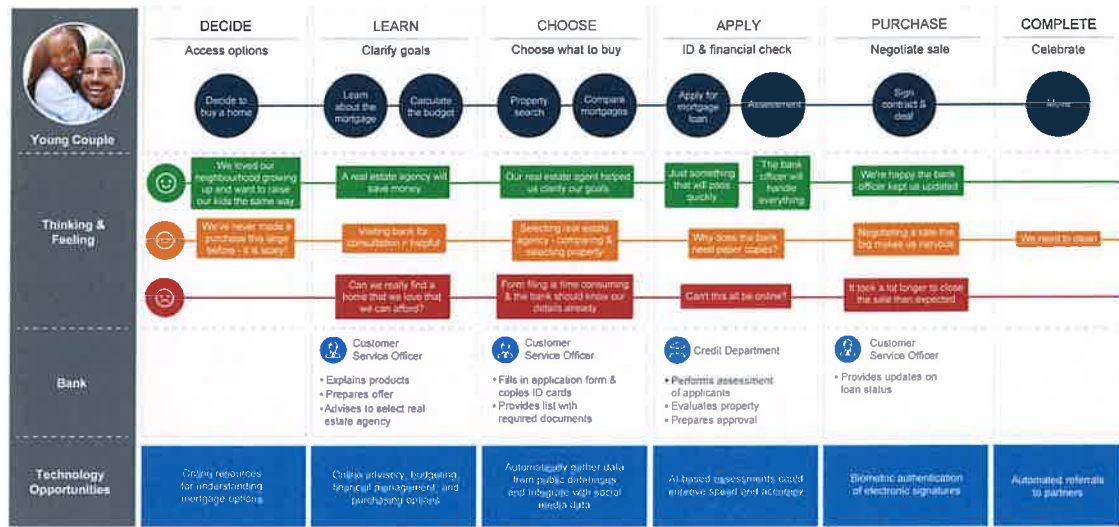 DECIDE
Access options
LEARN
Clarify goals
CHOOSE
Choose what to buy
APPLY
ID & financial check
PURCHASE
Negotiate sale
COMPLETE
Celebrate
Young Couple
Decide to
buy a home
Learn
about the
mortgage
Calculate
the budget
Property
search
Compare
mortgages
Apply for
mortgage
loan
Assessment
Sign
contract &
deal
Move
Thinking &
Feeling
We loved our
neighbourhood growing
up and want to raise
our kids the same way
A real estate agency will
save money
Our real estate agent helped
us clarify our goals
Just something
that will pass
quickly
The bank
officer will
handle
everything
We're happy the bank
officer kept us updated
We've never made a
purchase this large
before - it is scary!
Visiting bank for
consultation = helpful
Selecting real estate
agency - comparing &
selecting property
Why does the bank
need paper copies?
Negotiating a sale this
big makes us nervous
We need to clean!
Can we really find a
home that we love that
we can afford?
Form filing is time consuming
& the bank should know our
details already
Can't this all be online?
It took a lot longer to close
the sale than expected
Bank
Customer
Service Officer
• Explains products
• Prepares offer
• Advises to select real
estate agency
Customer
Service Officer
• Fills in application form &
copies ID cards
• Provides list with
required documents
Credit Department
• Performs assessment
of applicants
• Evaluates property
• Prepares approval
Customer
Service Officer
• Provides updates on
loan status
Technology
Opportunities
Online resources
for understanding
mortgage options
Online advisory, budgeting,
financial management, and
purchasing options
Automatically gather data
from public databases,
and integrate with social
media data
AI-based assessments could
improve speed and accuracy
Biometric authentication
of electronic signatures
Automated referrals
to partners